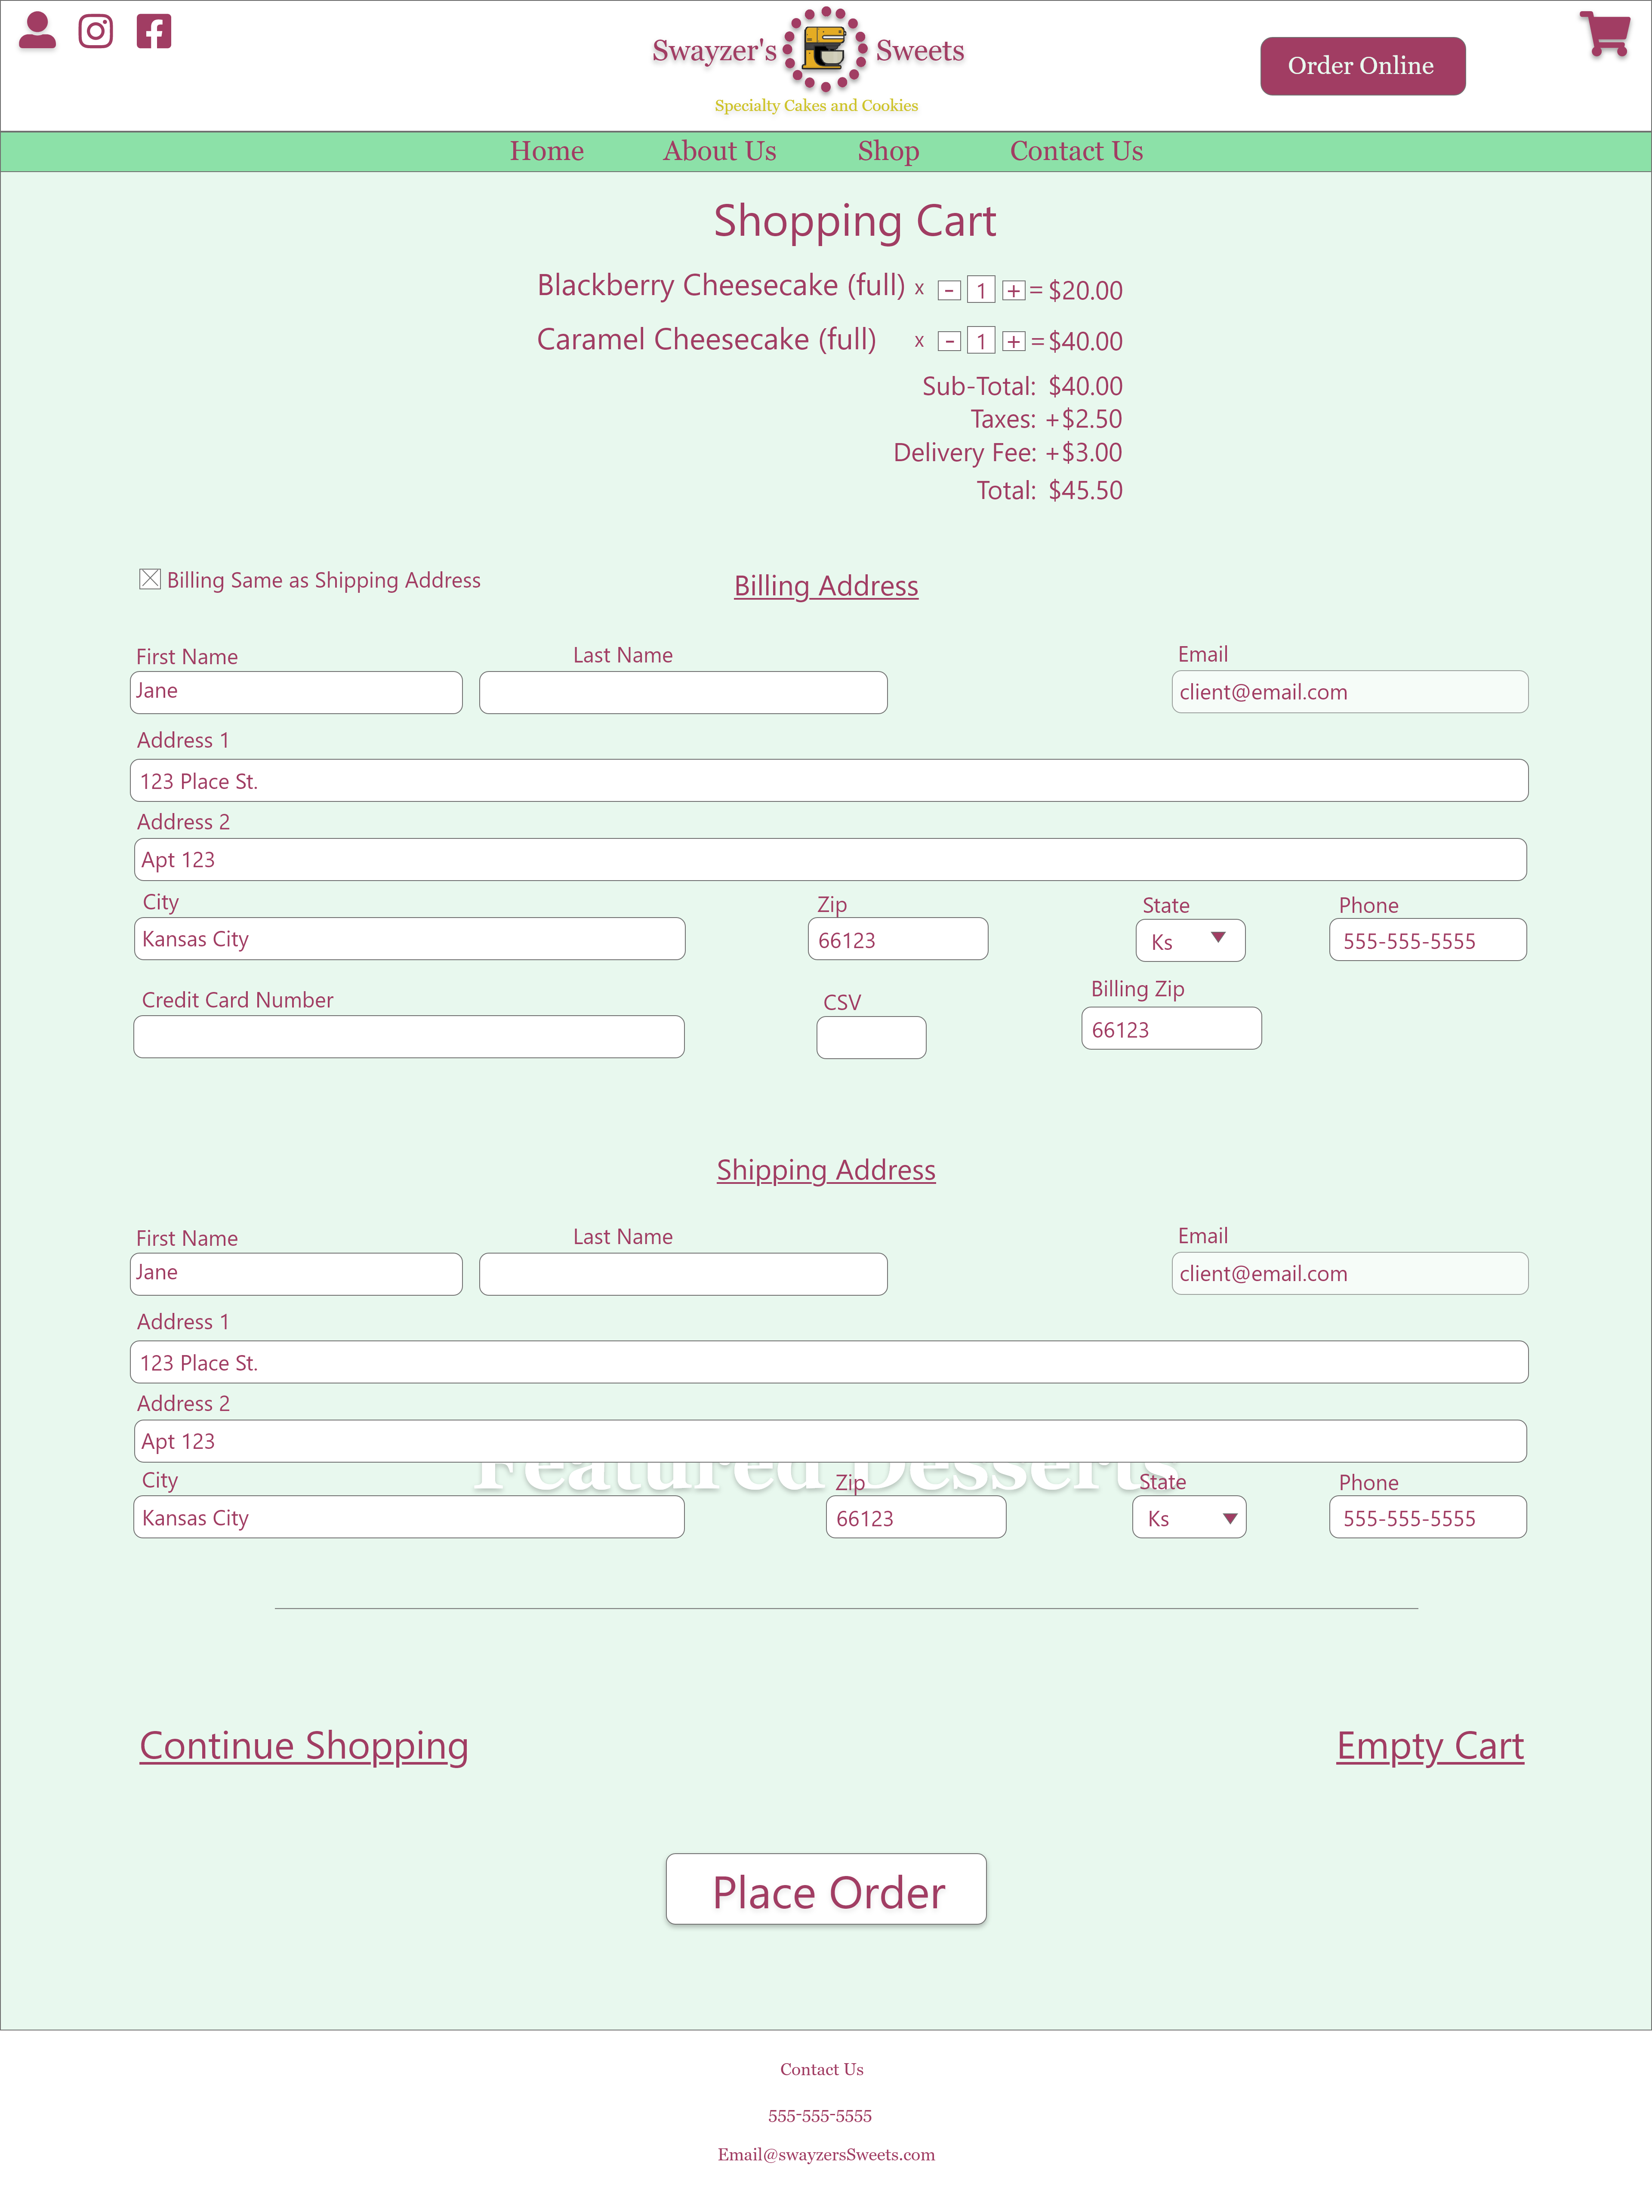 Swayzer's Sweets
Order Online
Specialty Cakes and Cookies
Home About Us Shop Contact Us
Shopping Cart
Blackberry Cheesecake (full) x - 1 + = $20.00
Caramel Cheesecake (full) x - 1 + = $40.00
Sub-Total: $40.00
Taxes: +$2.50
Delivery Fee: +$3.00
Total: $45.50
Billing Same as Shipping Address
Billing Address
First Name Last Name Email
Jane client@email.com
Address 1
123 Place St.
Address 2
Apt 123
City Zip State Phone
Kansas City 66123 Ks 555-555-5555
Credit Card Number CSV Billing Zip
66123
Shipping Address
First Name Last Name Email
Jane client@email.com
Address 1
123 Place St.
Address 2
Apt 123
Featured Desserts
City Zip State Phone
Kansas City 66123 Ks 555-555-5555
Continue Shopping Empty Cart
Place Order
Contact Us
555-555-5555
Email@swayzersSweets.com